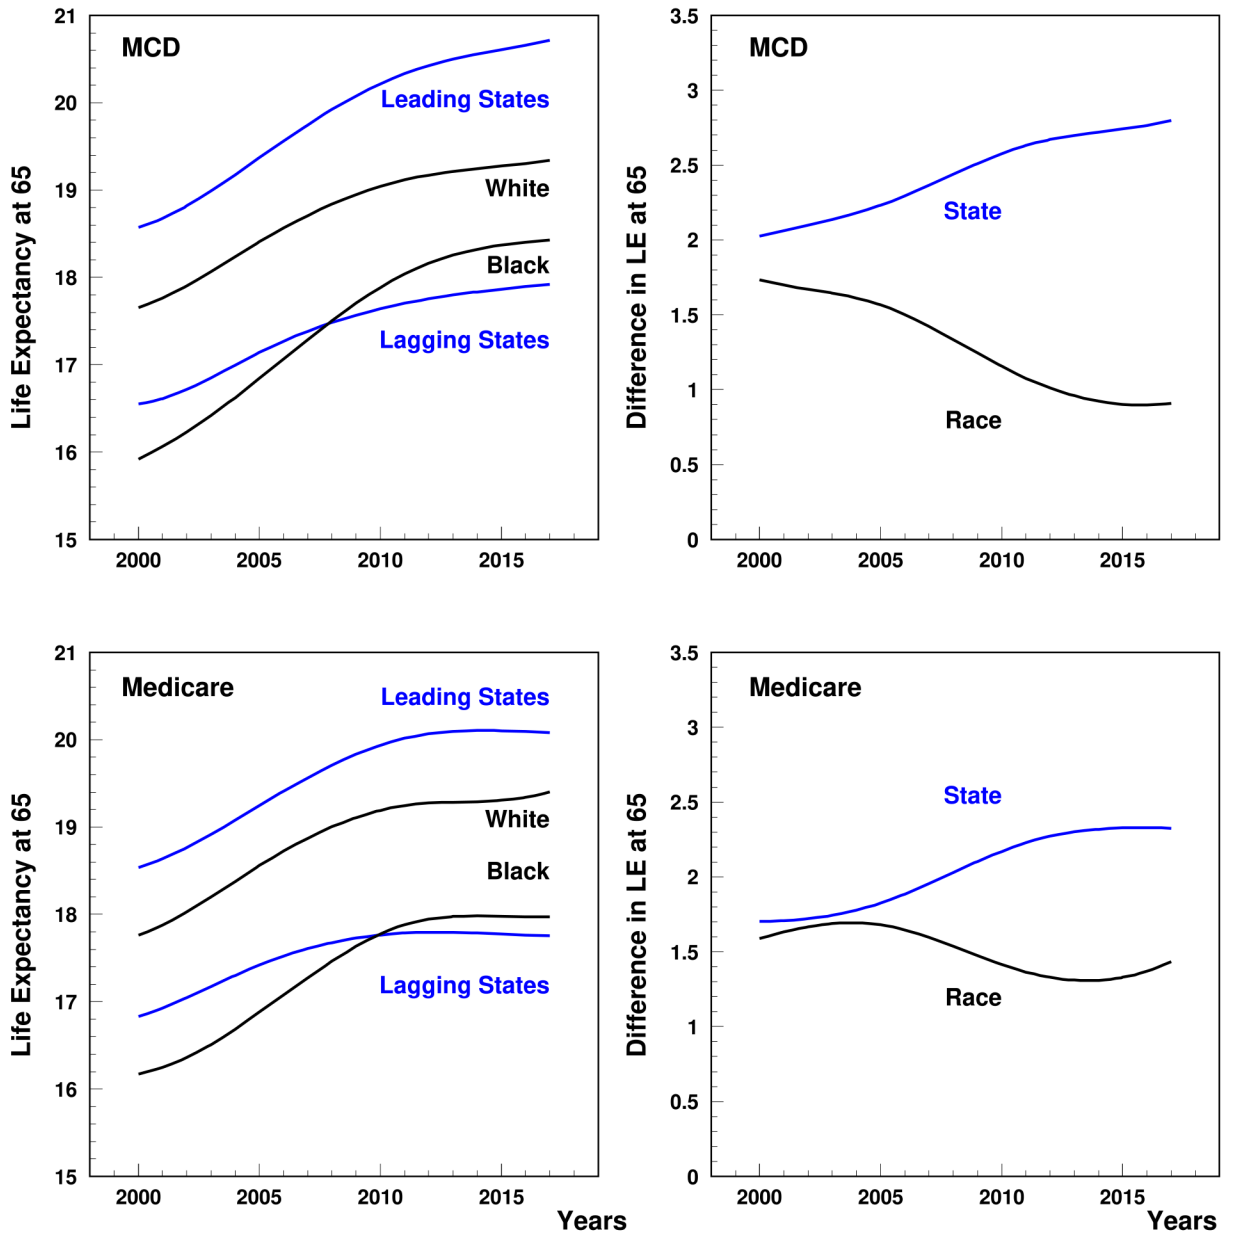 21
MCD
Leading States
20
19
White
Black
18
Lagging States
17
16
15
2000 2005 2010 2015
Life Expectancy at 65
3.5
MCD
3
2.5
State
2
1.5
1
Race
0.5
0
2000 2005 2010 2015
Difference in LE at 65
21
Medicare
Leading States
20
19
White
Black
18
Lagging States
17
16
15
2000 2005 2010 2015
Years
Life Expectancy at 65
3.5
Medicare
3
2.5
State
2
1.5
Race
1
0.5
0
2000 2005 2010 2015
Years
Difference in LE at 65